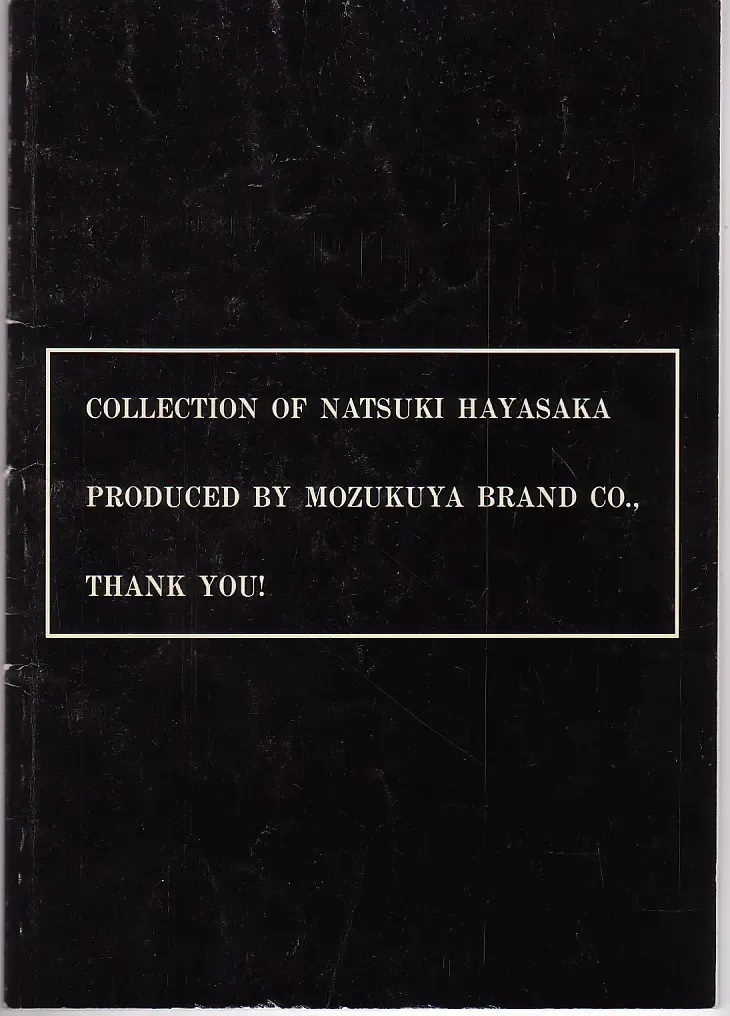 COLLECTION OF NATSUKI HAYASAKA
PRODUCED BY MOZUKUYA BRAND CO.,
THANK YOU!